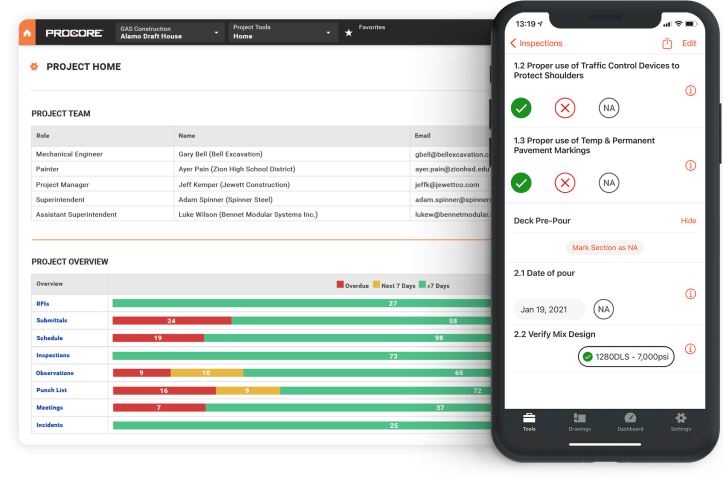 PROCORE
GAS Construction
Alamo Draft House
Project Tools
Home
Favorites
PROJECT HOME
PROJECT TEAM
Role Name Email
Mechanical Engineer Gary Bell (Bell Excavation) gbell@bellexcavation.c
Painter Ayer Pain (Zion High School District) ayer.pain@zionhsd.edu
Project Manager Jeff Kemper (Jewett Construction) jeffk@jewettco.com
Superintendent Adam Spinner (Spinner Steel) adam.spinner@spinners
Assistant Superintendent Luke Wilson (Bennet Modular Systems Inc.) lukew@bennetmodular.
PROJECT OVERVIEW
Overview Overdue Next 7 Days >7 Days
RFIs 27
Submittals 24 58
Schedule 19 98
Inspections 73
Observations 9 10 65
Punch List 16 9 72
Meetings 7 37
Incidents 25
13:19
Inspections Edit
1.2 Proper use of Traffic Control Devices to
Protect Shoulders
NA
1.3 Proper use of Temp & Permanent
Pavement Markings
NA
Deck Pre-Pour Hide
Mark Section as NA
2.1 Date of pour
Jan 19, 2021 NA
2.2 Verify Mix Design
1280DLS - 7,000psi
Tools Drawings Dashboard Settings